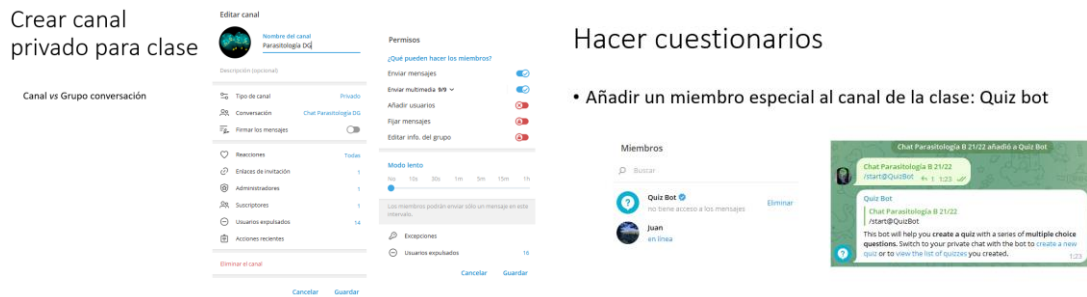 Crear canal
privado para clase
Canal vs Grupo conversación
Editar canal
Nombre del canal
Parasitología DG
Descripción (opcional)
Tipo de canal Privado
Conversación Chat Parasitología DG
Firmar los mensajes
Reacciones Todas
Enlaces de invitación 1
Administradores 1
Suscriptores 1
Usuarios expulsados 14
Acciones recientes
Eliminar el canal
Cancelar Guardar
Permisos
¿Qué pueden hacer los miembros?
Enviar mensajes
Enviar multimedia 9/9
Añadir usuarios
Fijar mensajes
Editar info. del grupo
Modo lento
No 10s 30s 1m 5m 15m 1h
Los miembros podrán enviar sólo un mensaje en este
intervalo.
Excepciones
Usuarios expulsados 16
Cancelar Guardar
Hacer cuestionarios
• Añadir un miembro especial al canal de la clase: Quiz bot
Miembros
Buscar
Quiz Bot
no tiene acceso a los mensajes
Eliminar
Juan
en línea
Chat Parasitología B 21/22 añadió a Quiz Bot
Chat Parasitología B 21/22
/start@QuizBot 1 1:23
Quiz Bot
Chat Parasitología B 21/22
/start@QuizBot
This bot will help you create a quiz with a series of multiple choice
questions. Switch to your private chat with the bot to create a new
quiz or to view the list of quizzes you created. 1:23